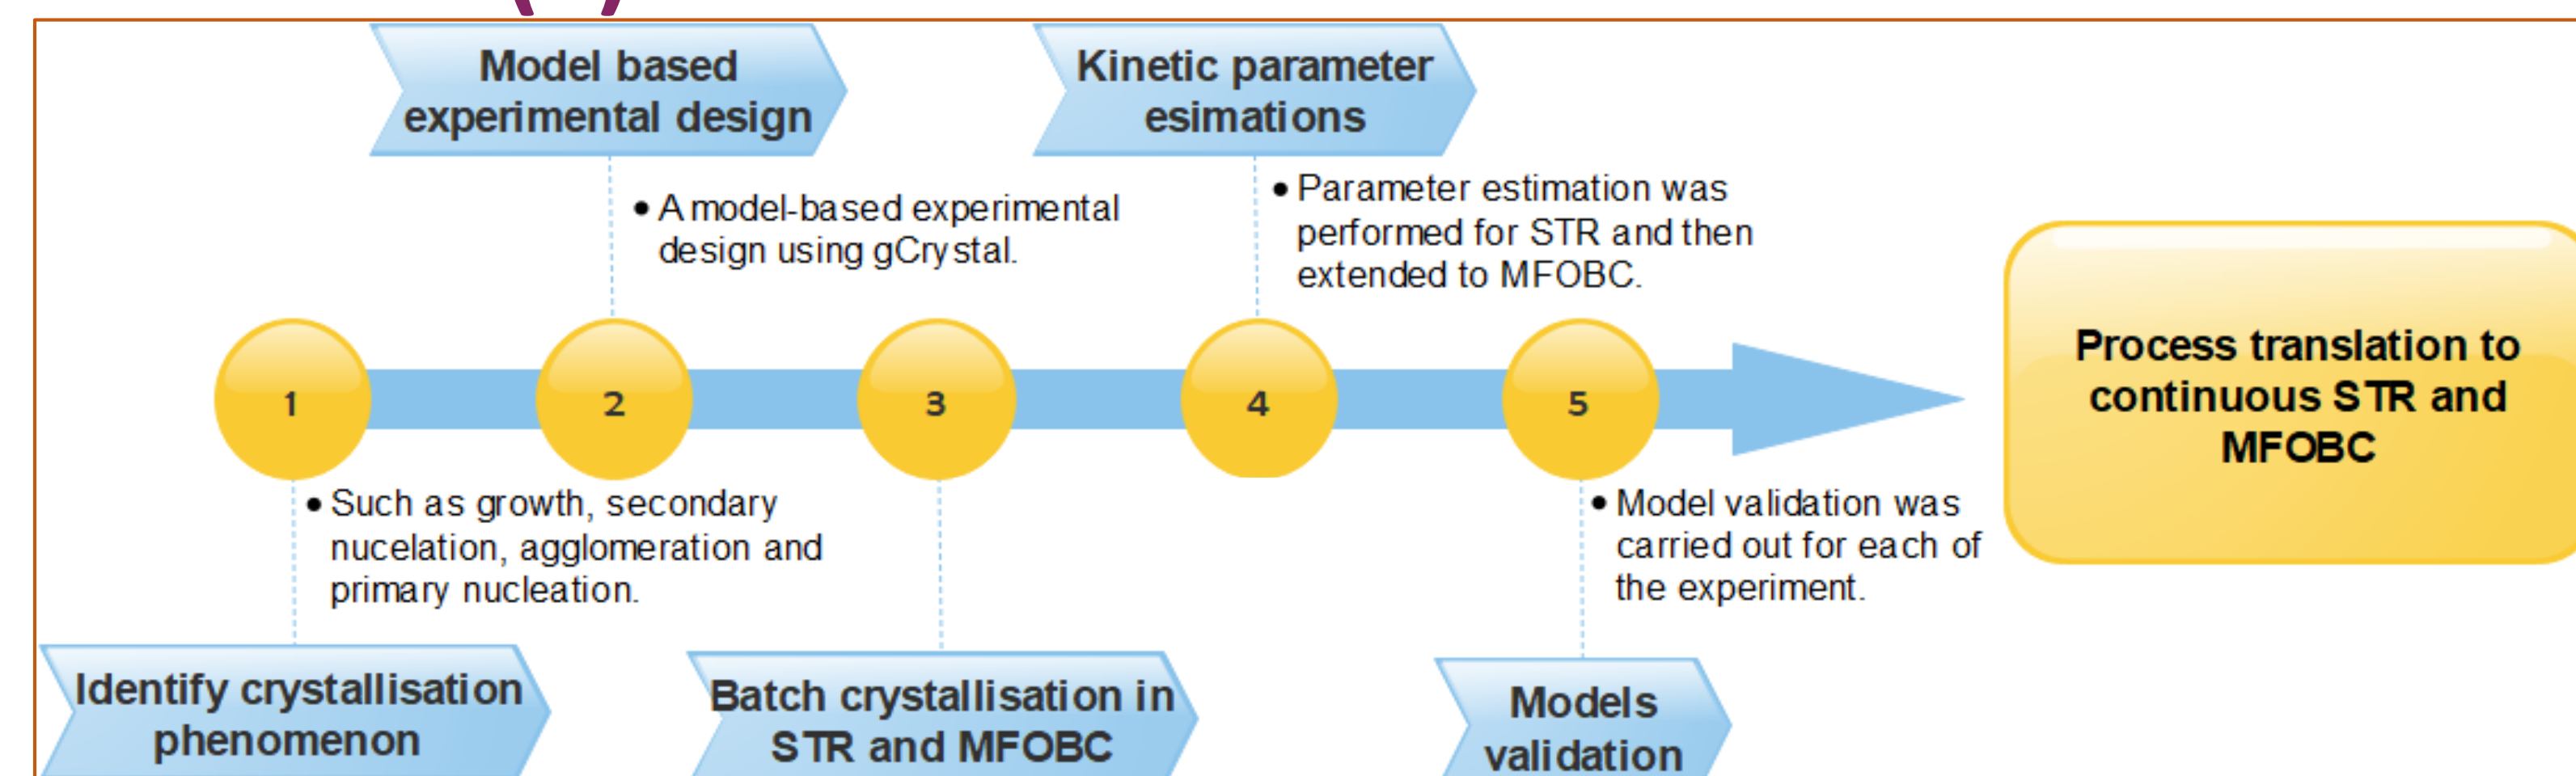 Model based
experimental design
Kinetic parameter
esimations
• A model-based experimental
design using gCrystal.
• Parameter estimation was
performed for STR and then
extended to MFOBC.
1
2
3
4
5
Process translation to
continuous STR and
MFOBC
• Such as growth, secondary
nucelation, agglomeration and
primary nucleation.
• Model validation was
carried out for each of
the experiment.
Identify crystallisation
phenomenon
Batch crystallisation in
STR and MFOBC
Models
validation